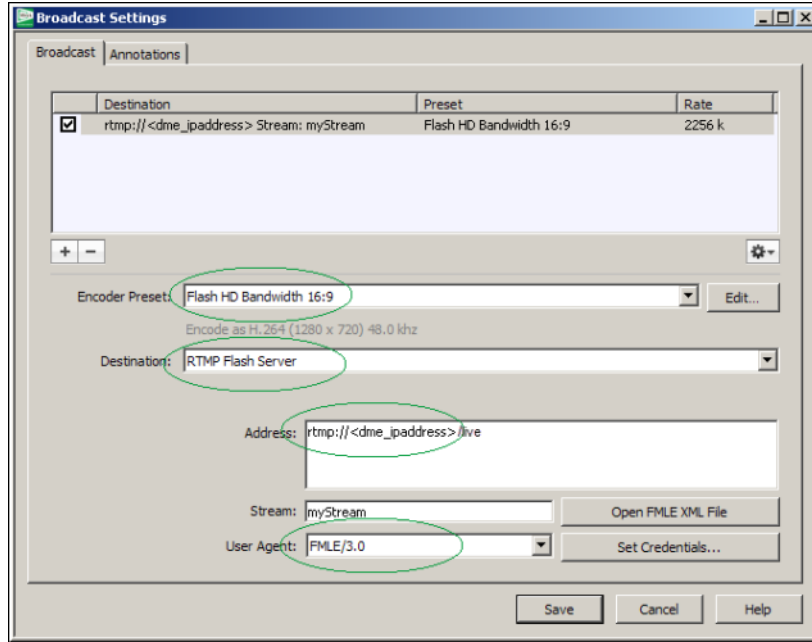 Broadcast Settings
Broadcast Annotations
Destination Preset Rate
rtmp://<dme_ipaddress> Stream: myStream Flash HD Bandwidth 16:9 2256 k
+ −
Encoder Preset: Flash HD Bandwidth 16:9 Edit...
Encode as H.264 (1280 x 720) 48.0 khz
Destination: RTMP Flash Server
Address: rtmp://<dme_ipaddress>/live
Stream: myStream Open FMLE XML File
User Agent: FMLE/3.0 Set Credentials...
Save Cancel Help